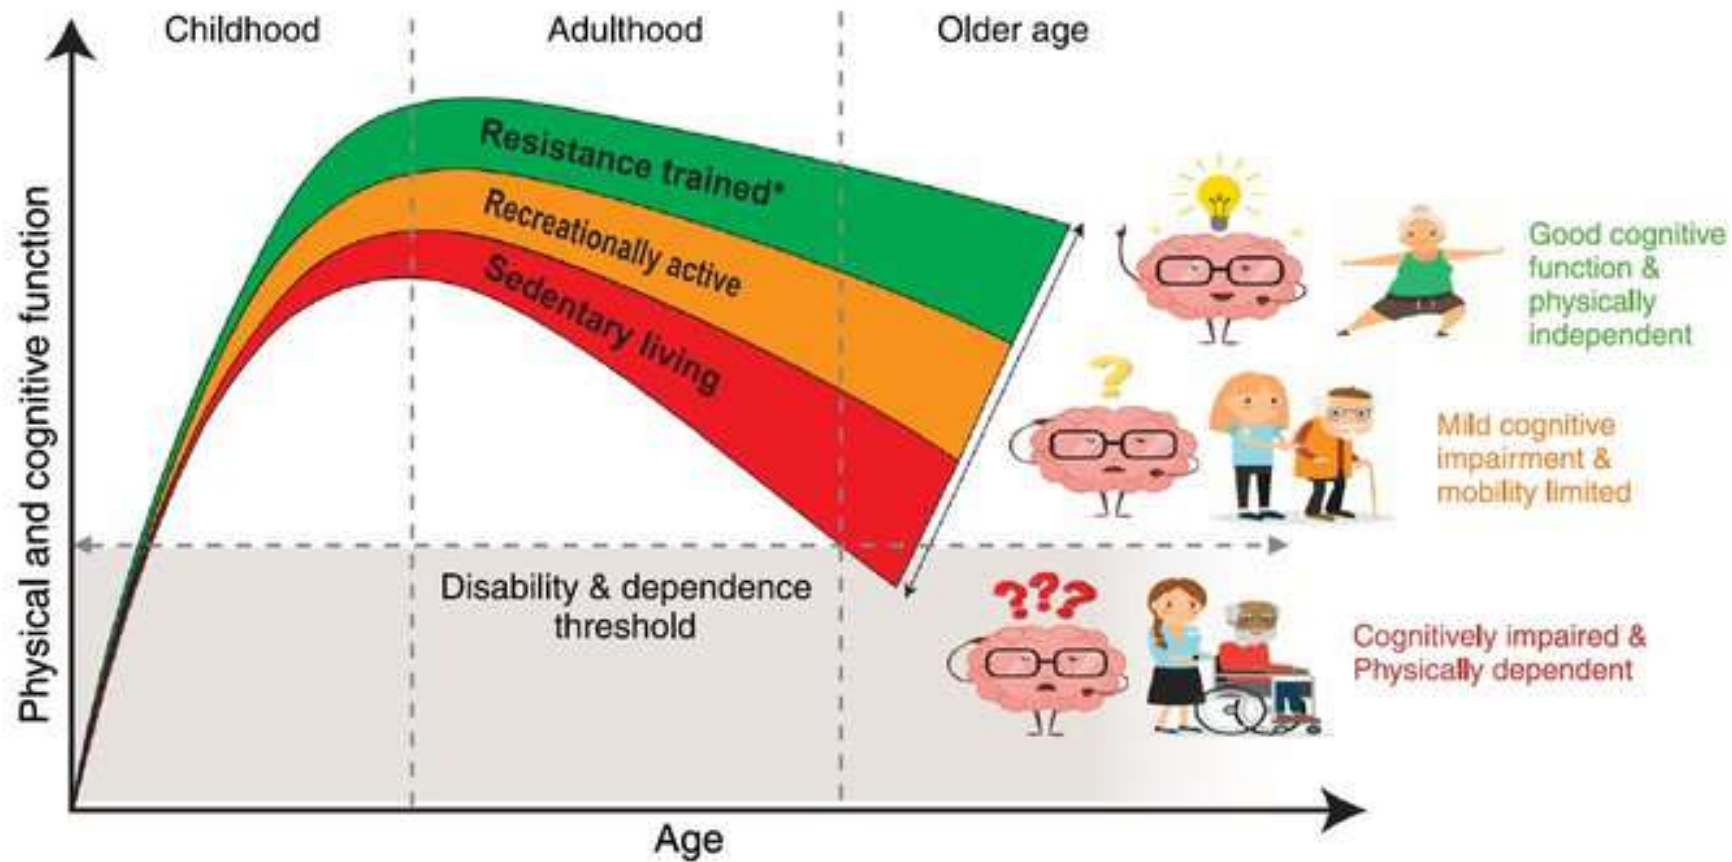 Childhood
Adulthood
Older age
Physical and cognitive function
Resistance trained*
Recreationally active
Sedentary living
Good cognitive
function &
physically
independent
?
Mild cognitive
impairment &
mobility limited
Disability & dependence
threshold
???
Cognitively impaired &
Physically dependent
Age